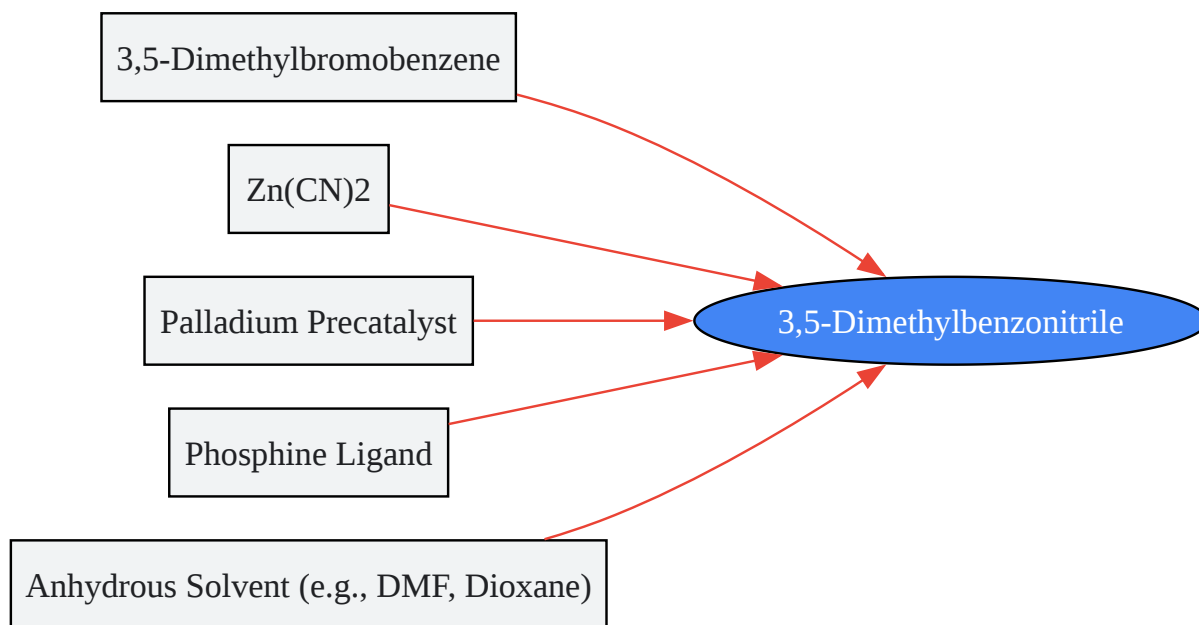 3,5-Dimethylbromobenzene
Zn(CN)2
Palladium Precatalyst
3,5-Dimethylbenzonitrile
Phosphine Ligand
Anhydrous Solvent (e.g., DMF, Dioxane)